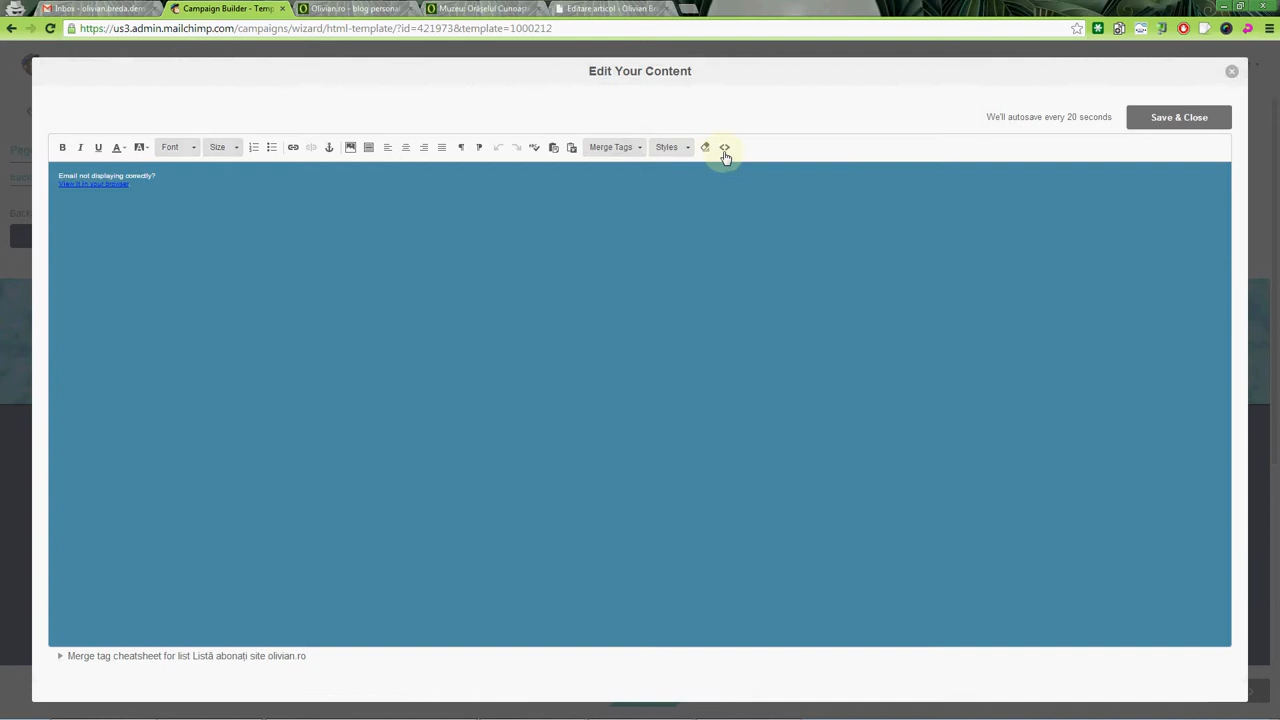 Inbox - olivian.breda.dem
Campaign Builder - Temp
Olivian.ro - blog personal
Muzeu: Orășelul Cunoașt
Editare articol ‹ Olivian Br
https://us3.admin.mailchimp.com/campaigns/wizard/html-template/?id=421973&template=1000212
Edit Your Content
We'll autosave every 20 seconds
Save & Close
B I U A A Font Size Merge Tags Styles
Email not displaying correctly?
View it in your browser
Merge tag cheatsheet for list Listă abonați site olivian.ro